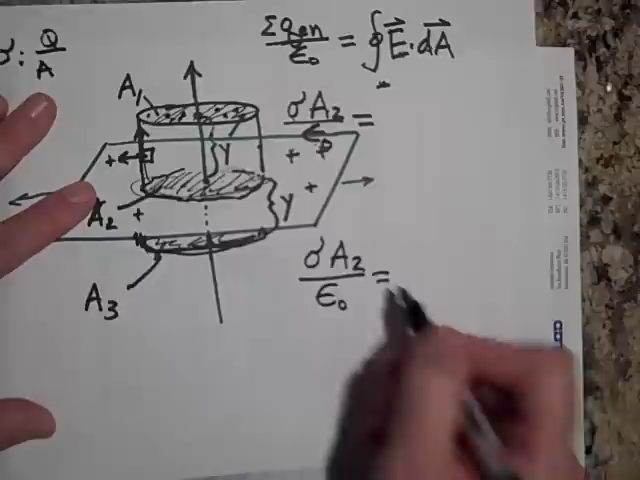 Σq_en/ε₀ = ∮E⃗·dA⃗
σ: Q/A
A₁
σA₂ =
y
+ + P
+
A₂ +
y
σA₂/ε₀ =
A₃